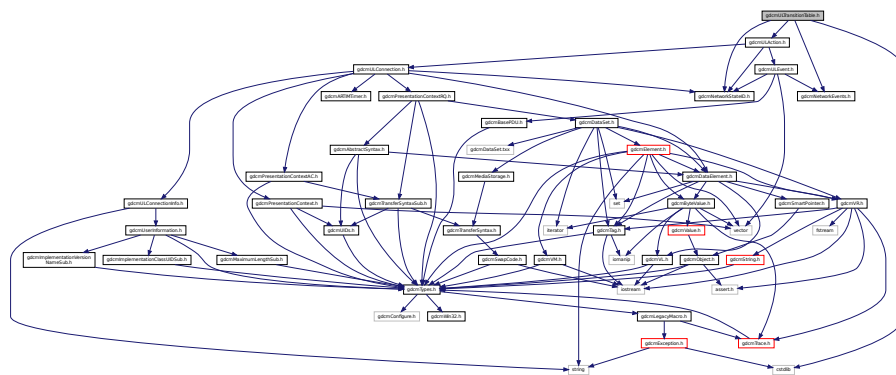 gdcmULTransitionTable.h
gdcmULAction.h
gdcmULConnection.h
gdcmULEvent.h
gdcmARTIMTimer.h
gdcmPresentationContextRQ.h
gdcmNetworkStateID.h
gdcmNetworkEvents.h
gdcmBasePDU.h
gdcmDataSet.h
gdcmAbstractSyntax.h
gdcmDataSet.txx
gdcmElement.h
gdcmPresentationContextAC.h
gdcmMediaStorage.h
gdcmDataElement.h
gdcmULConnectionInfo.h
gdcmPresentationContext.h
gdcmTransferSyntaxSub.h
set
gdcmByteValue.h
gdcmSmartPointer.h
gdcmVR.h
gdcmUserInformation.h
gdcmUIDs.h
gdcmTransferSyntax.h
iterator
gdcmTag.h
gdcmValue.h
vector
fstream
gdcmImplementationVersion
NameSub.h
gdcmImplementationClassUIDSub.h
gdcmMaximumLengthSub.h
gdcmSwapCode.h
gdcmVM.h
iomanip
gdcmVL.h
gdcmObject.h
gdcmString.h
gdcmTypes.h
iostream
assert.h
gdcmConfigure.h
gdcmWin32.h
gdcmLegacyMacro.h
gdcmException.h
gdcmTrace.h
string
cstdlib